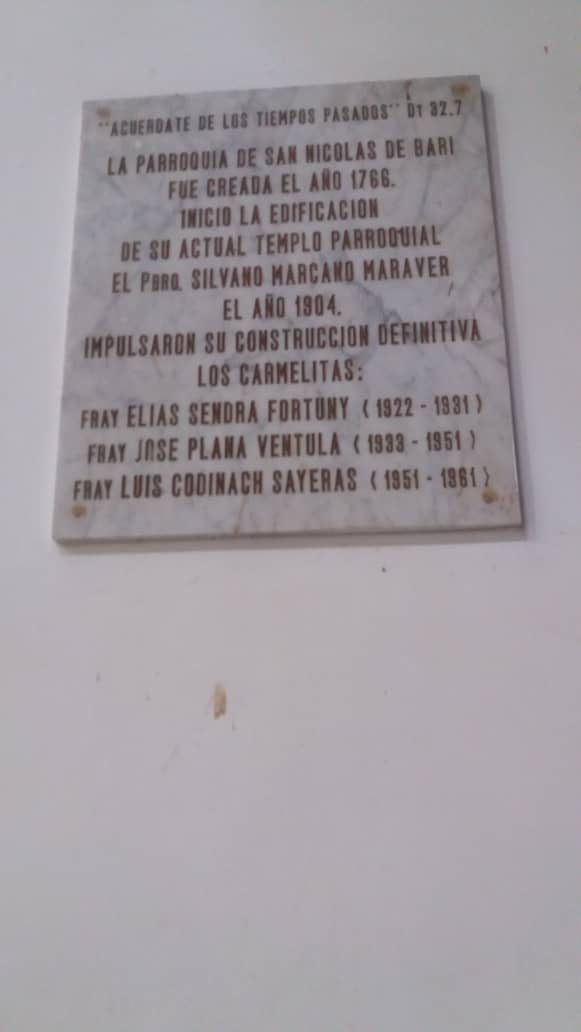 "ACUERDATE DE LOS TIEMPOS PASADOS" DT 32.7
LA PARROQUIA DE SAN NICOLAS DE BARI
FUE CREADA EL AÑO 1766.
INICIO LA EDIFICACION
DE SU ACTUAL TEMPLO PARROQUIAL
EL PBRO. SILVANO MARCANO MARAVER
EL AÑO 1904.
IMPULSARON SU CONSTRUCCION DEFINITIVA
LOS CARMELITAS:
FRAY ELIAS SENDRA FORTUNY (1922 - 1931)
FRAY JOSE PLANA VENTULA (1933 - 1951)
FRAY LUIS CODINACH SAYERAS (1951 - 1961)